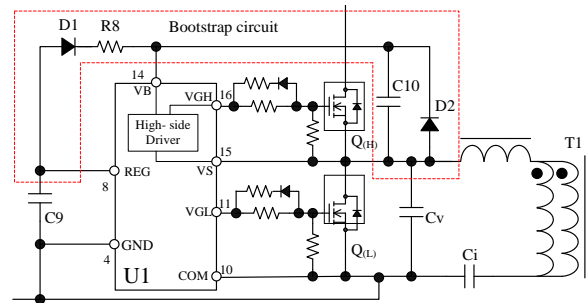 D1
R8
Bootstrap circuit
14
VB
VGH
16
C10
D2
High- side
Driver
Q(H)
T1
15
VS
REG
8
C9
VGL
11
Cv
GND
4
Q(L)
U1
COM
10
Ci